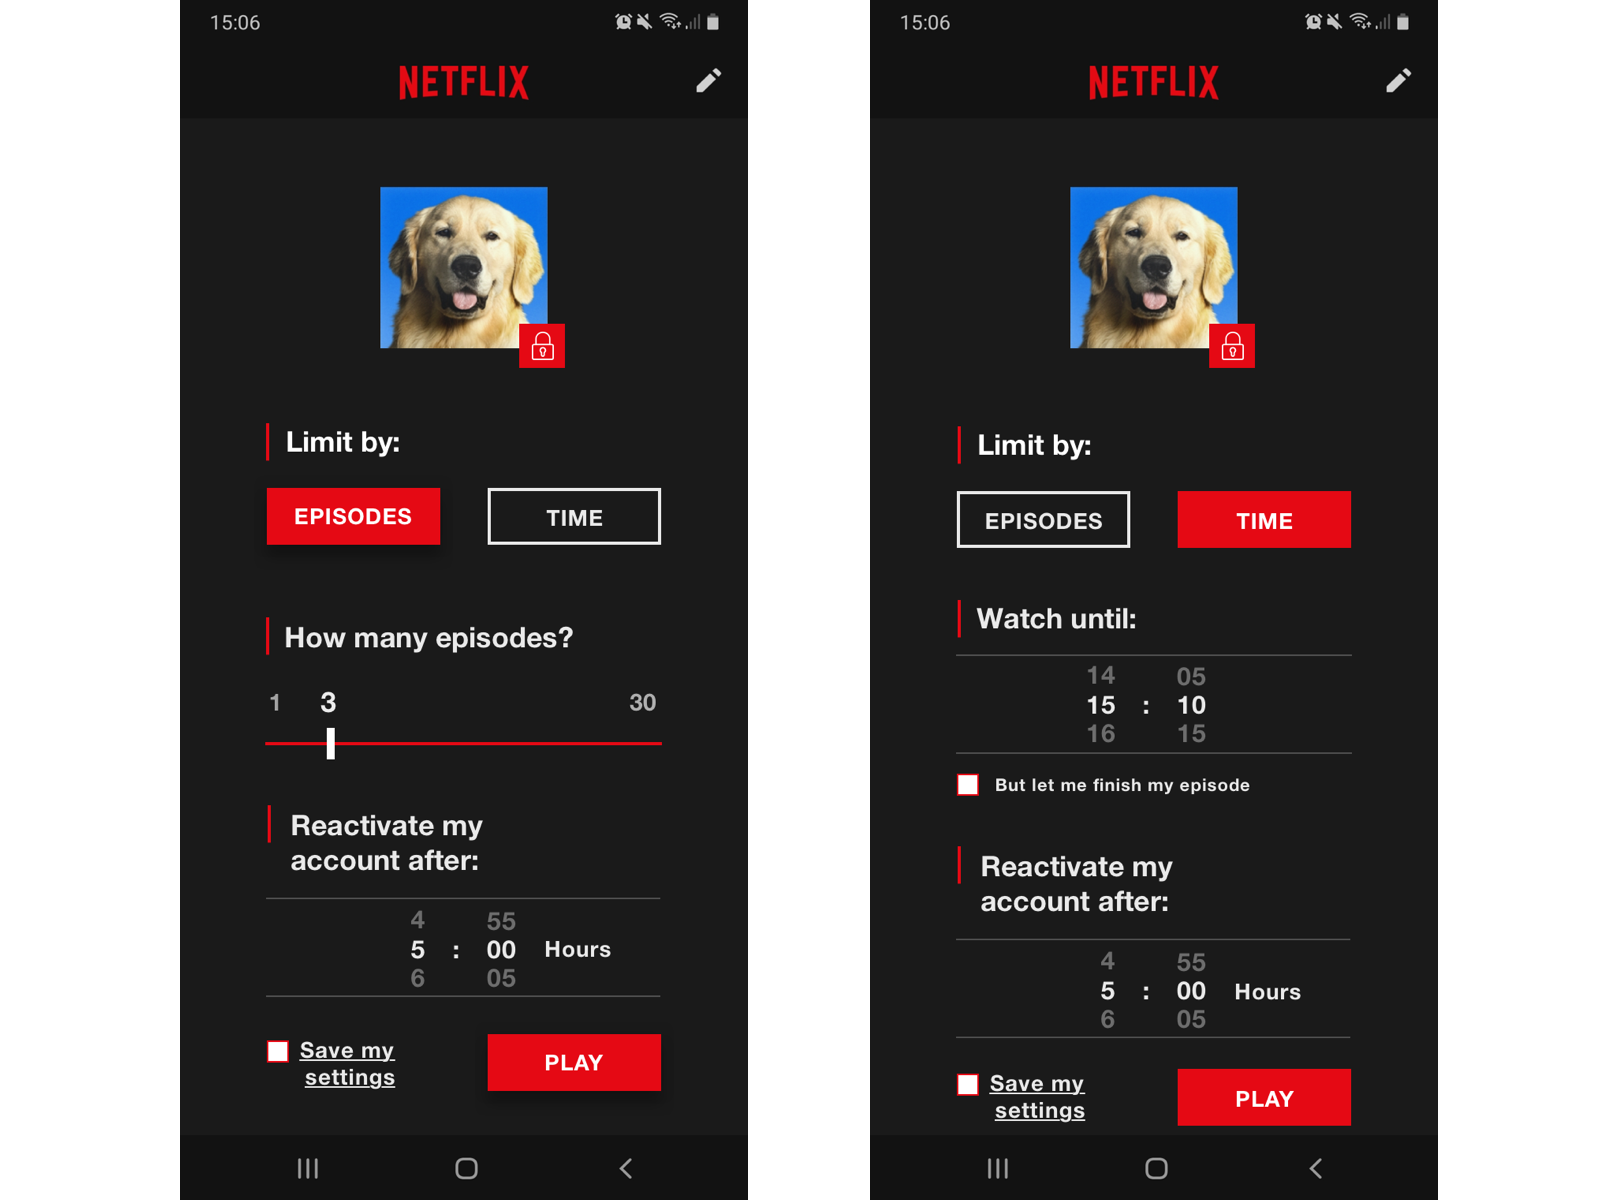 15:06
NETFLIX
Limit by:
EPISODES TIME
How many episodes?
1 3 30
Reactivate my
account after:
4 55
5 : 00 Hours
6 05
Save my
settings
PLAY
15:06
NETFLIX
Limit by:
EPISODES TIME
Watch until:
14 05
15 : 10
16 15
But let me finish my episode
Reactivate my
account after:
4 55
5 : 00 Hours
6 05
Save my
settings
PLAY